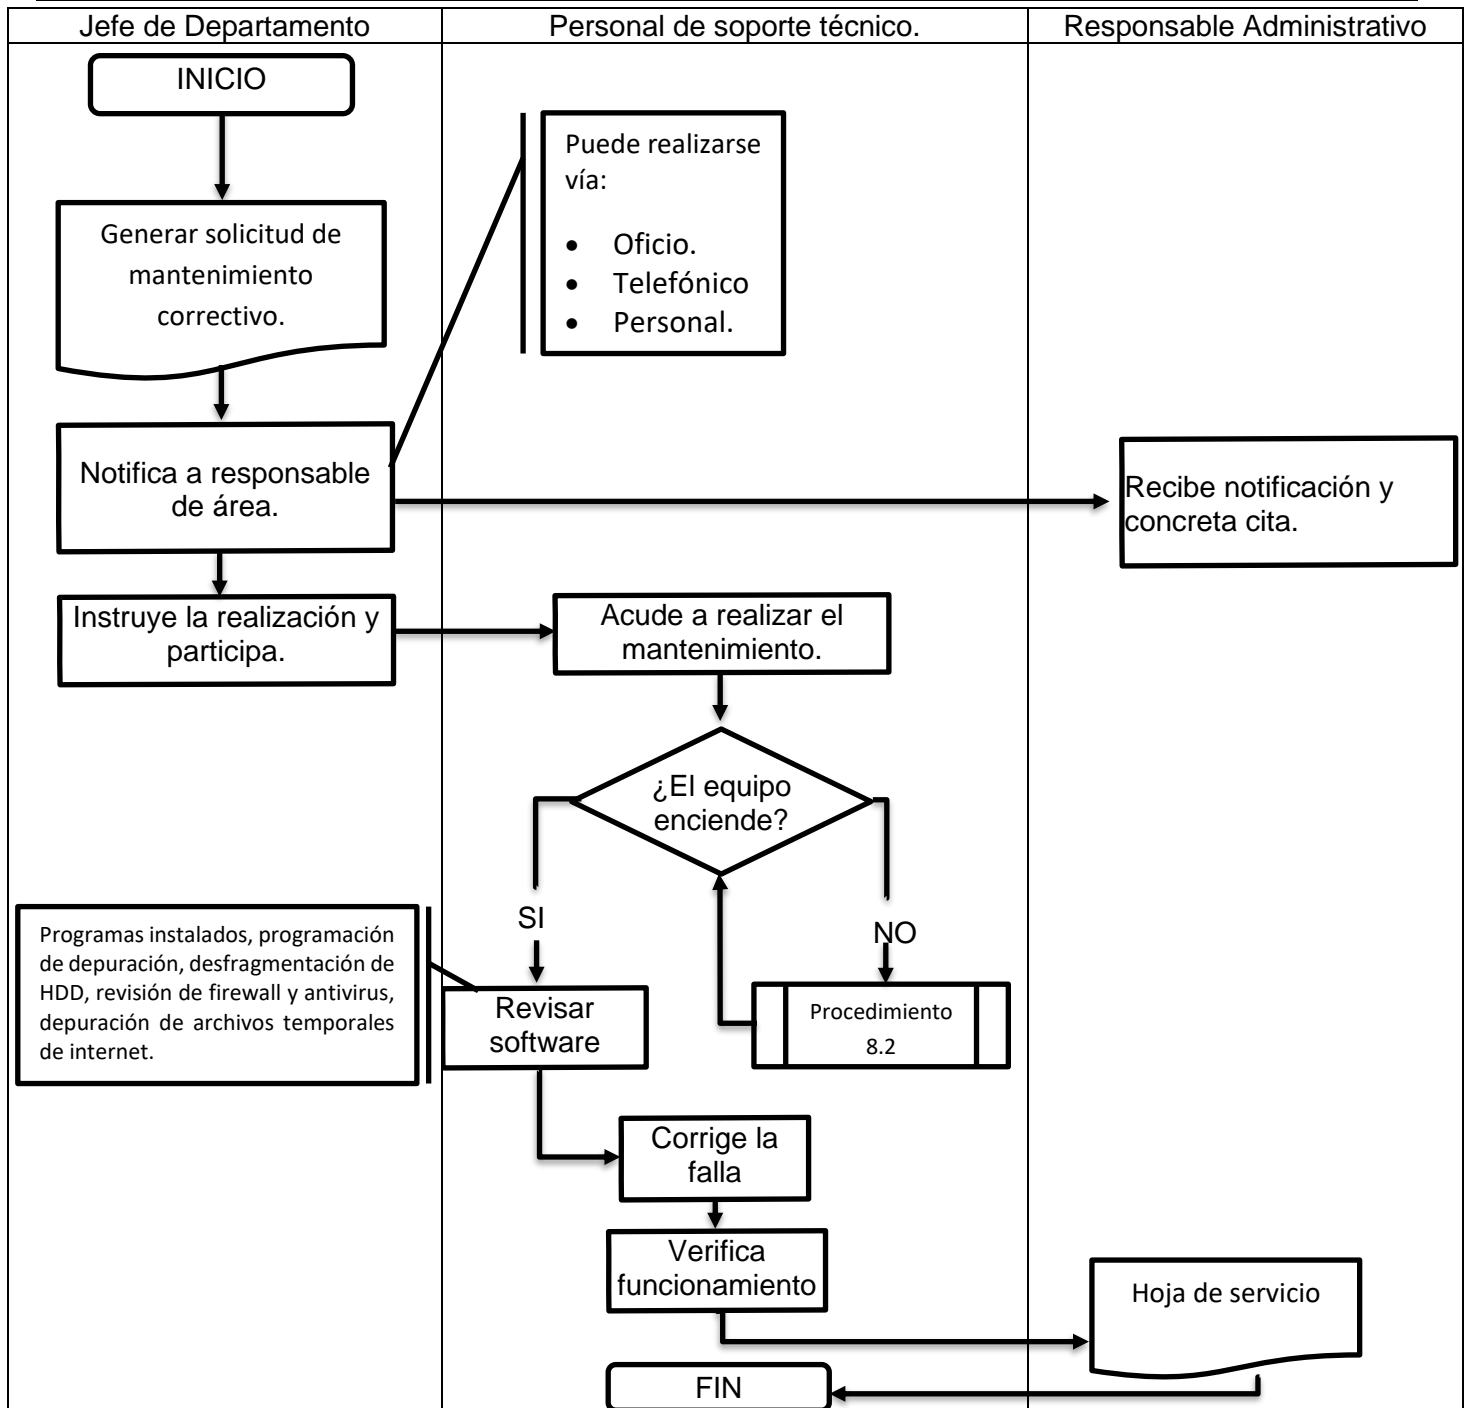 Jefe de Departamento
Personal de soporte técnico.
Responsable Administrativo
INICIO
Puede realizarse
vía:
• Oficio.
• Telefónico
• Personal.
Generar solicitud de
mantenimiento
correctivo.
Notifica a responsable
de área.
Recibe notificación y
concreta cita.
Instruye la realización y
participa.
Acude a realizar el
mantenimiento.
¿El equipo
enciende?
SI
NO
Programas instalados, programación
de depuración, desfragmentación de
HDD, revisión de firewall y antivirus,
depuración de archivos temporales
de internet.
Revisar
software
Procedimiento
8.2
Corrige la
falla
Verifica
funcionamiento
Hoja de servicio
FIN